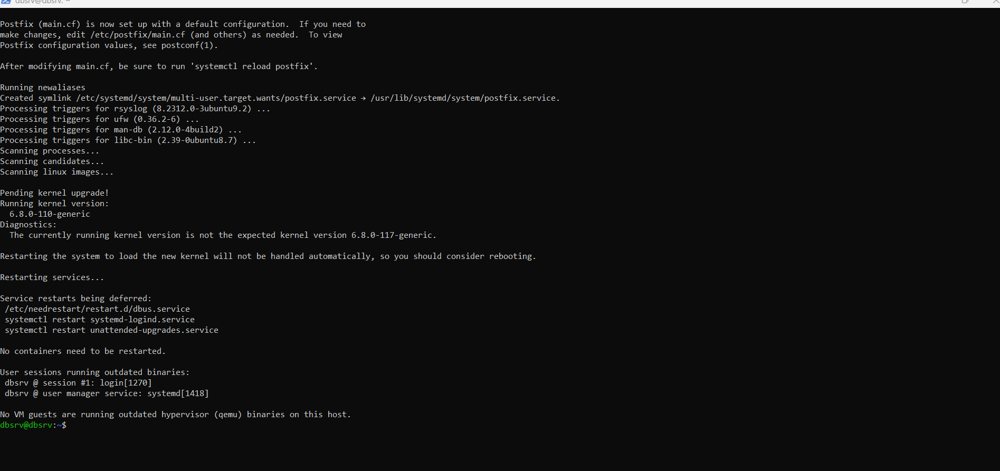 dbsrv@dbsrv: ~
Postfix (main.cf) is now set up with a default configuration.  If you need to
make changes, edit /etc/postfix/main.cf (and others) as needed.  To view
Postfix configuration values, see postconf(1).
After modifying main.cf, be sure to run 'systemctl reload postfix'.
Running newaliases
Created symlink /etc/systemd/system/multi-user.target.wants/postfix.service → /usr/lib/systemd/system/postfix.service.
Processing triggers for rsyslog (8.2312.0-3ubuntu9.2) ...
Processing triggers for ufw (0.36.2-6) ...
Processing triggers for man-db (2.12.0-4build2) ...
Processing triggers for libc-bin (2.39-0ubuntu8.7) ...
Scanning processes...
Scanning candidates...
Scanning linux images...
Pending kernel upgrade!
Running kernel version:
  6.8.0-110-generic
Diagnostics:
  The currently running kernel version is not the expected kernel version 6.8.0-117-generic.
Restarting the system to load the new kernel will not be handled automatically, so you should consider rebooting.
Restarting services...
Service restarts being deferred:
 /etc/needrestart/restart.d/dbus.service
 systemctl restart systemd-logind.service
 systemctl restart unattended-upgrades.service
No containers need to be restarted.
User sessions running outdated binaries:
 dbsrv @ session #1: login[1270]
 dbsrv @ user manager service: systemd[1418]
No VM guests are running outdated hypervisor (qemu) binaries on this host.
dbsrv@dbsrv:~$